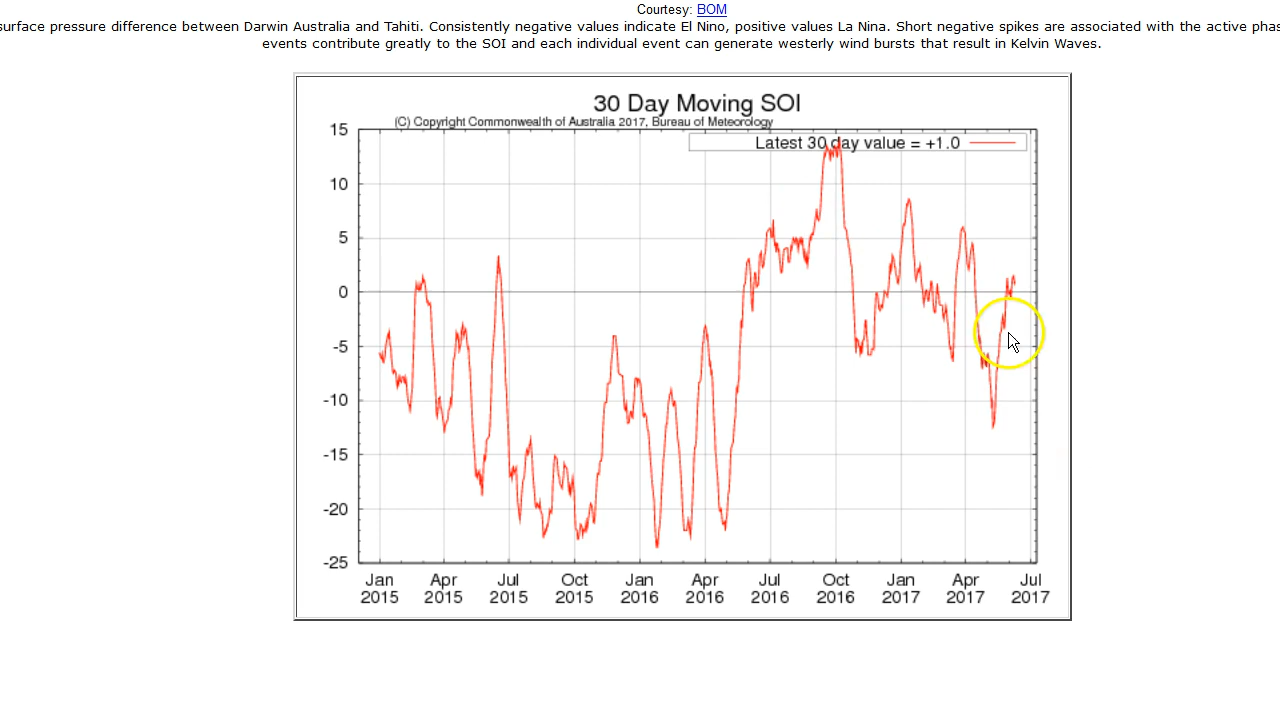 Courtesy: BOM
surface pressure difference between Darwin Australia and Tahiti. Consistently negative values indicate El Nino, positive values La Nina. Short negative spikes are associated with the active phas
events contribute greatly to the SOI and each individual event can generate westerly wind bursts that result in Kelvin Waves.
30 Day Moving SOI
(C) Copyright Commonwealth of Australia 2017, Bureau of Meteorology
Latest 30 day value = +1.0
15
10
5
0
-5
-10
-15
-20
-25
Jan Apr Jul Oct Jan Apr Jul Oct Jan Apr Jul
2015 2015 2015 2015 2016 2016 2016 2016 2017 2017 2017